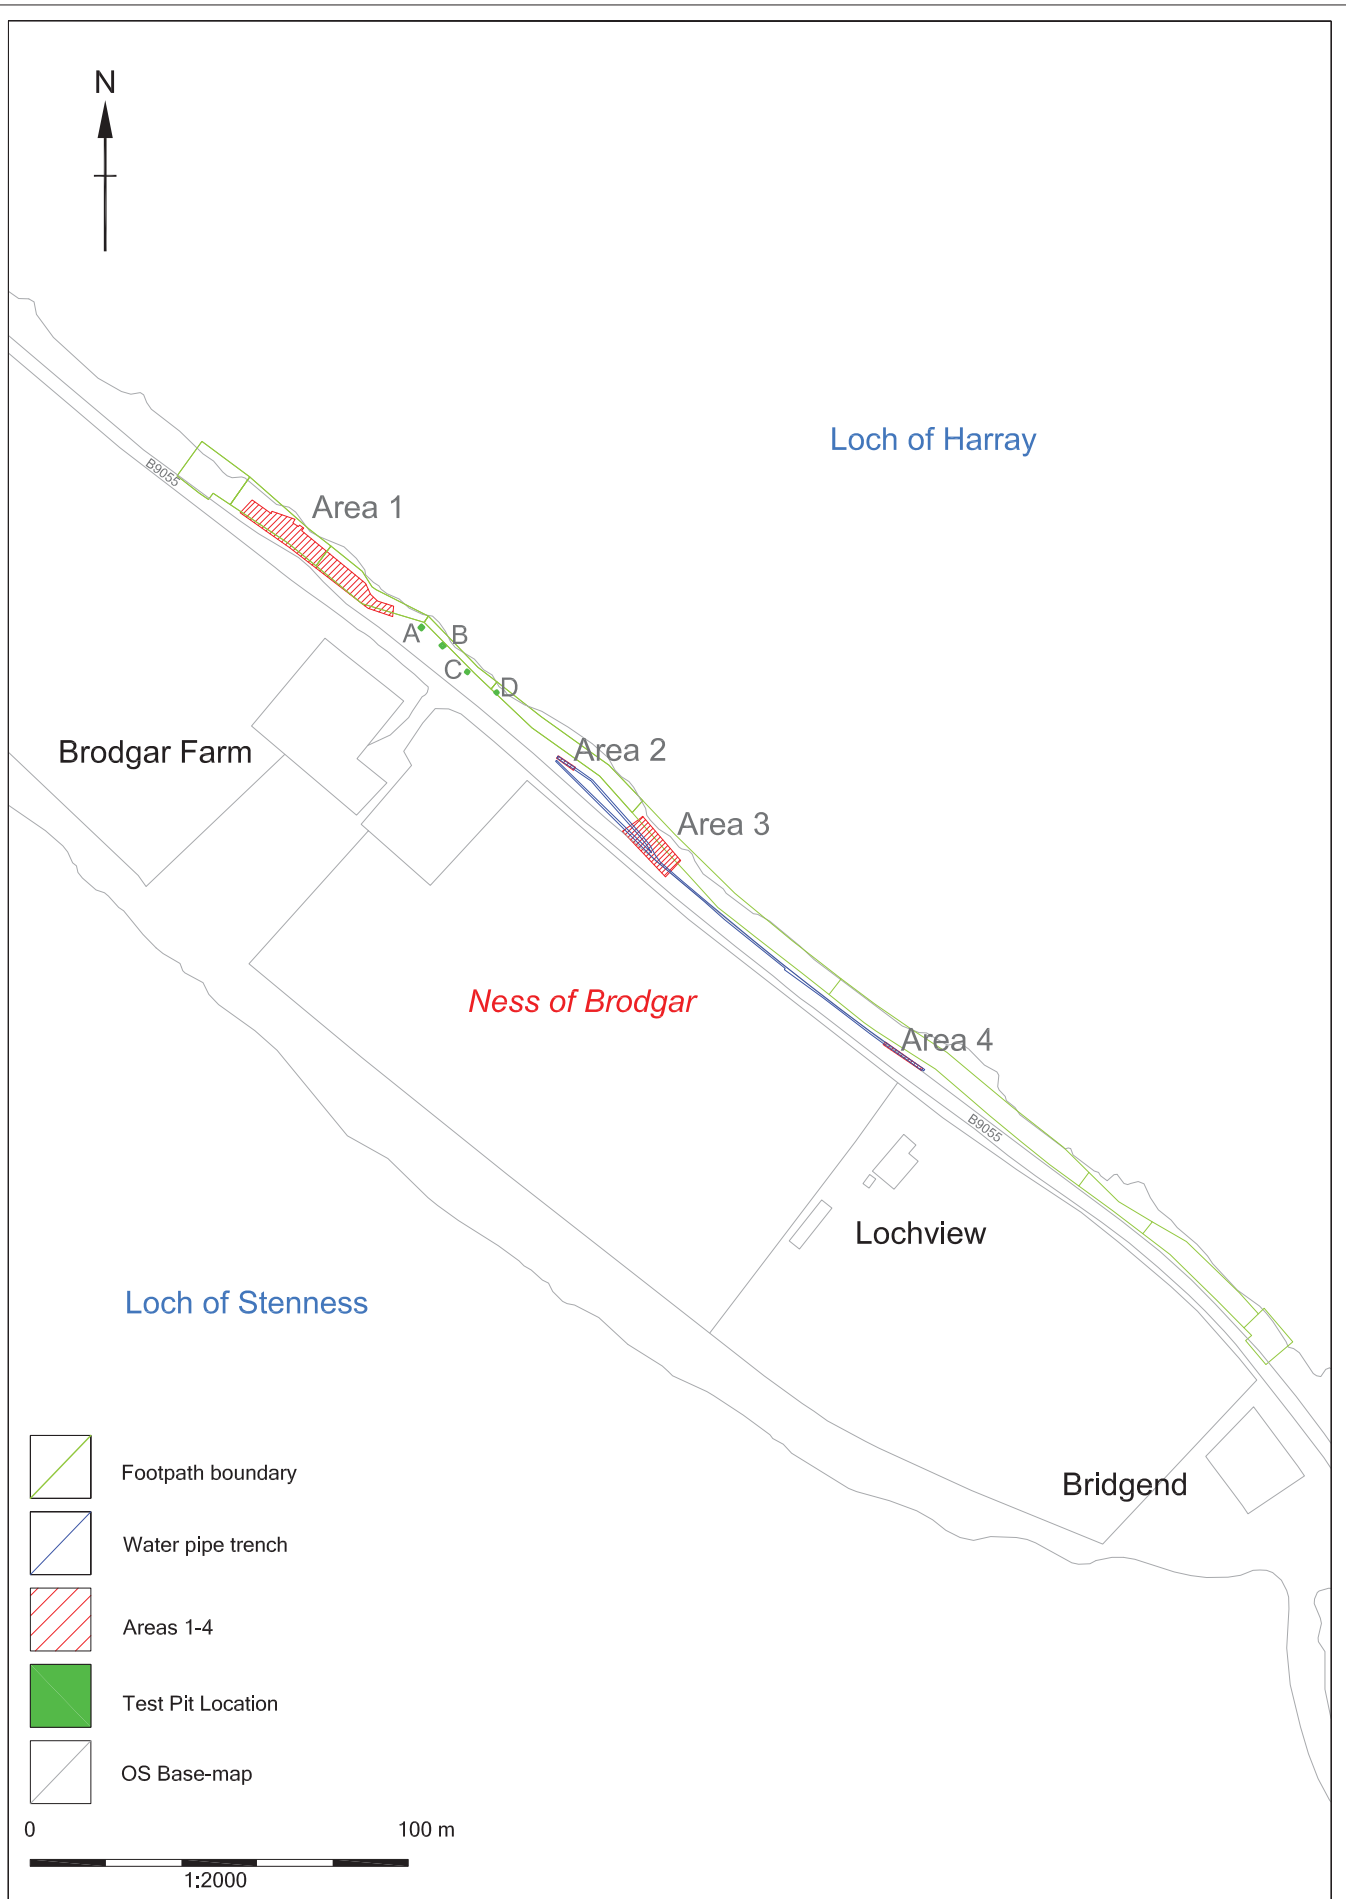 N
Loch of Harray
B9055
Area 1
A
B
C
D
Brodgar Farm
Area 2
Area 3
Ness of Brodgar
Area 4
B9055
Lochview
Loch of Stenness
Bridgend
Footpath boundary
Water pipe trench
Areas 1-4
Test Pit Location
OS Base-map
0 100 m
1:2000